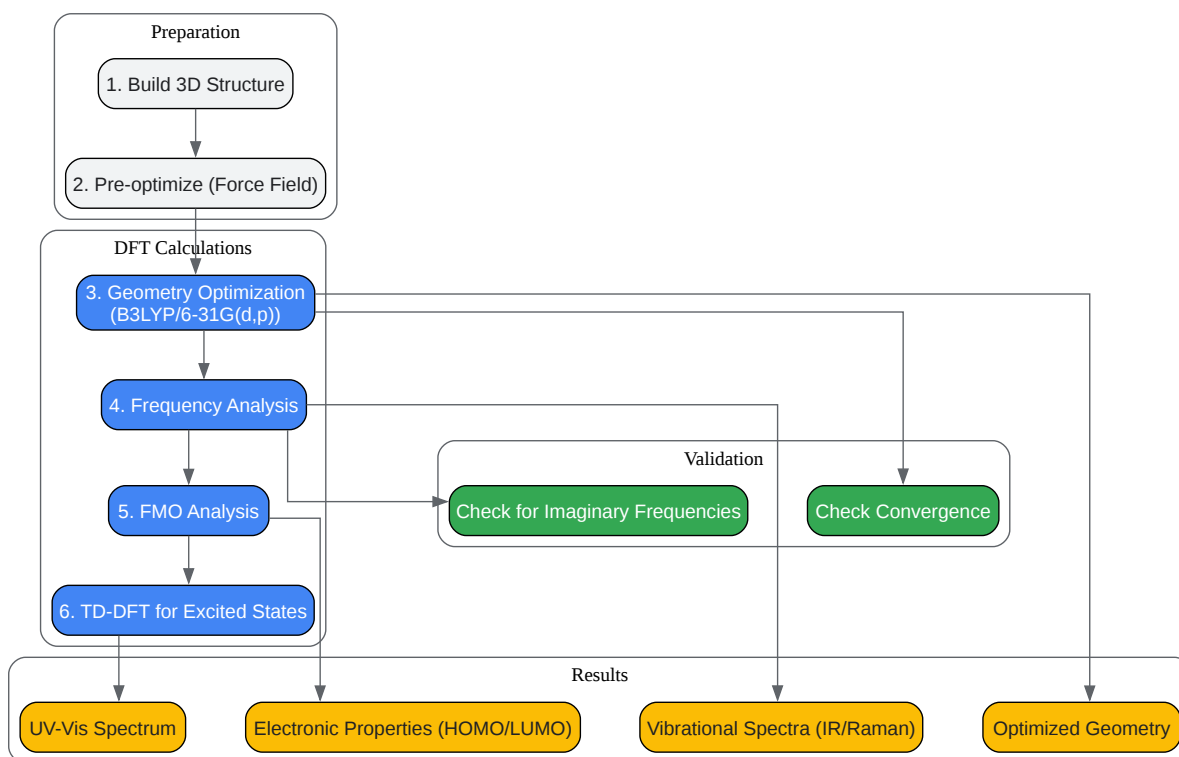 Preparation
1. Build 3D Structure
2. Pre-optimize (Force Field)
DFT Calculations
3. Geometry Optimization
(B3LYP/6-31G(d,p))
4. Frequency Analysis
Validation
5. FMO Analysis
Check for Imaginary Frequencies
Check Convergence
6. TD-DFT for Excited States
Results
UV-Vis Spectrum
Electronic Properties (HOMO/LUMO)
Vibrational Spectra (IR/Raman)
Optimized Geometry